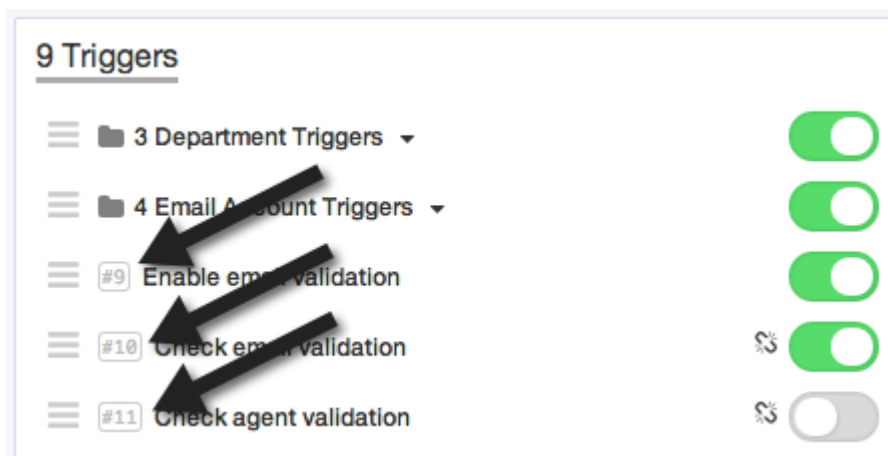 9 Triggers
3 Department Triggers
4 Email Account Triggers
#9 Enable email validation
#10 Check email validation
#11 Check agent validation